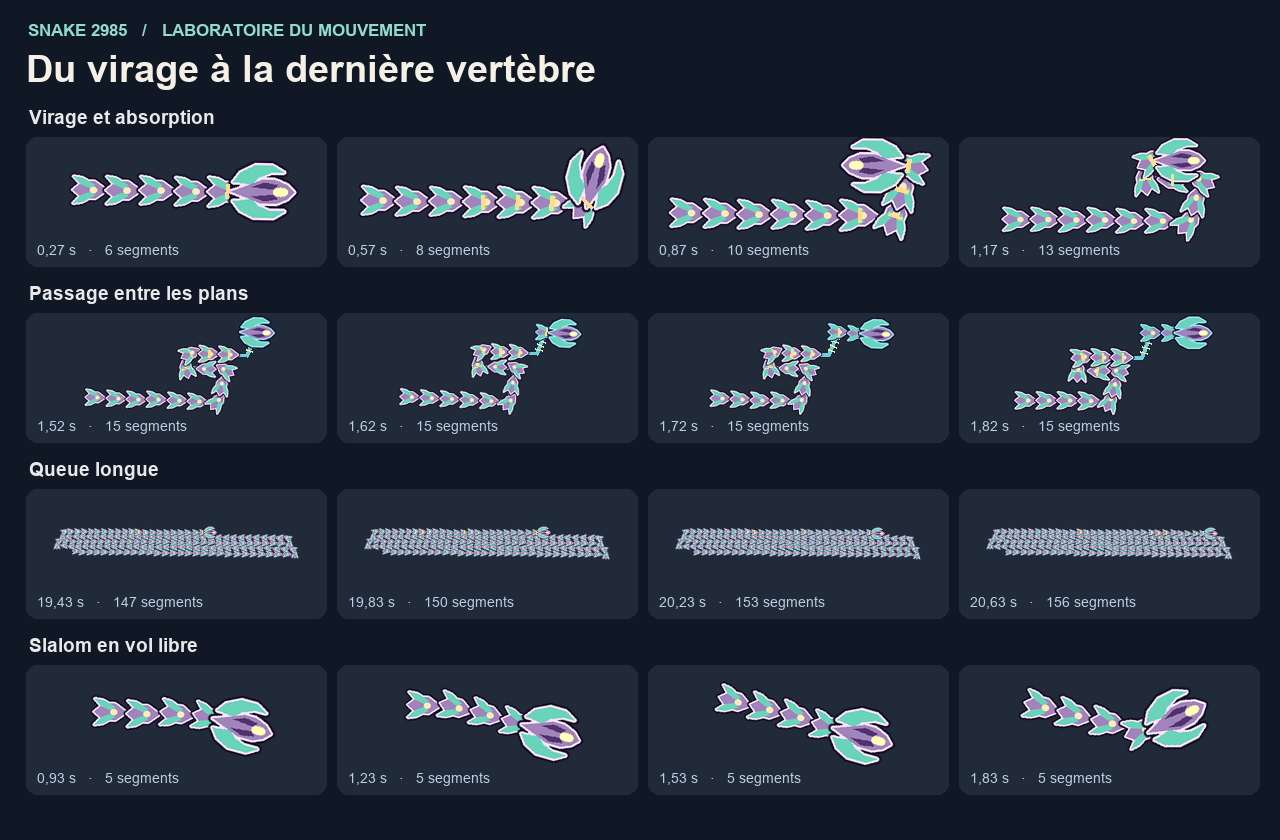 SNAKE 2985 / LABORATOIRE DU MOUVEMENT
Du virage à la dernière vertèbre
Virage et absorption
0,27 s · 6 segments
0,57 s · 8 segments
0,87 s · 10 segments
1,17 s · 13 segments
Passage entre les plans
1,52 s · 15 segments
1,62 s · 15 segments
1,72 s · 15 segments
1,82 s · 15 segments
Queue longue
19,43 s · 147 segments
19,83 s · 150 segments
20,23 s · 153 segments
20,63 s · 156 segments
Slalom en vol libre
0,93 s · 5 segments
1,23 s · 5 segments
1,53 s · 5 segments
1,83 s · 5 segments